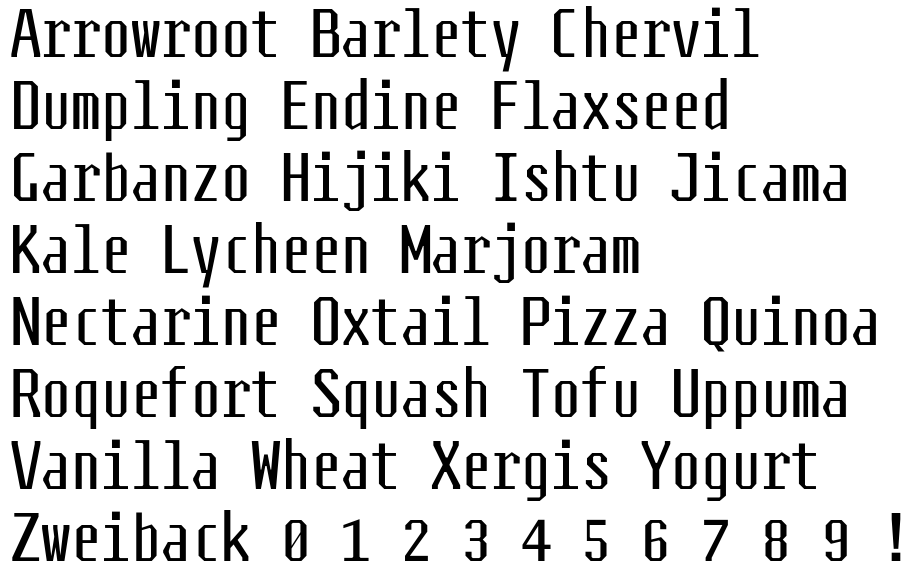 Arrowroot Barlety Chervil
Dumpling Endine Flaxseed
Garbanzo Hijiki Ishtu Jicama
Kale Lycheen Marjoram
Nectarine Oxtail Pizza Quinoa
Roquefort Squash Tofu Uppuma
Vanilla Wheat Xergis Yogurt
Zweiback 0 1 2 3 4 5 6 7 8 9 !